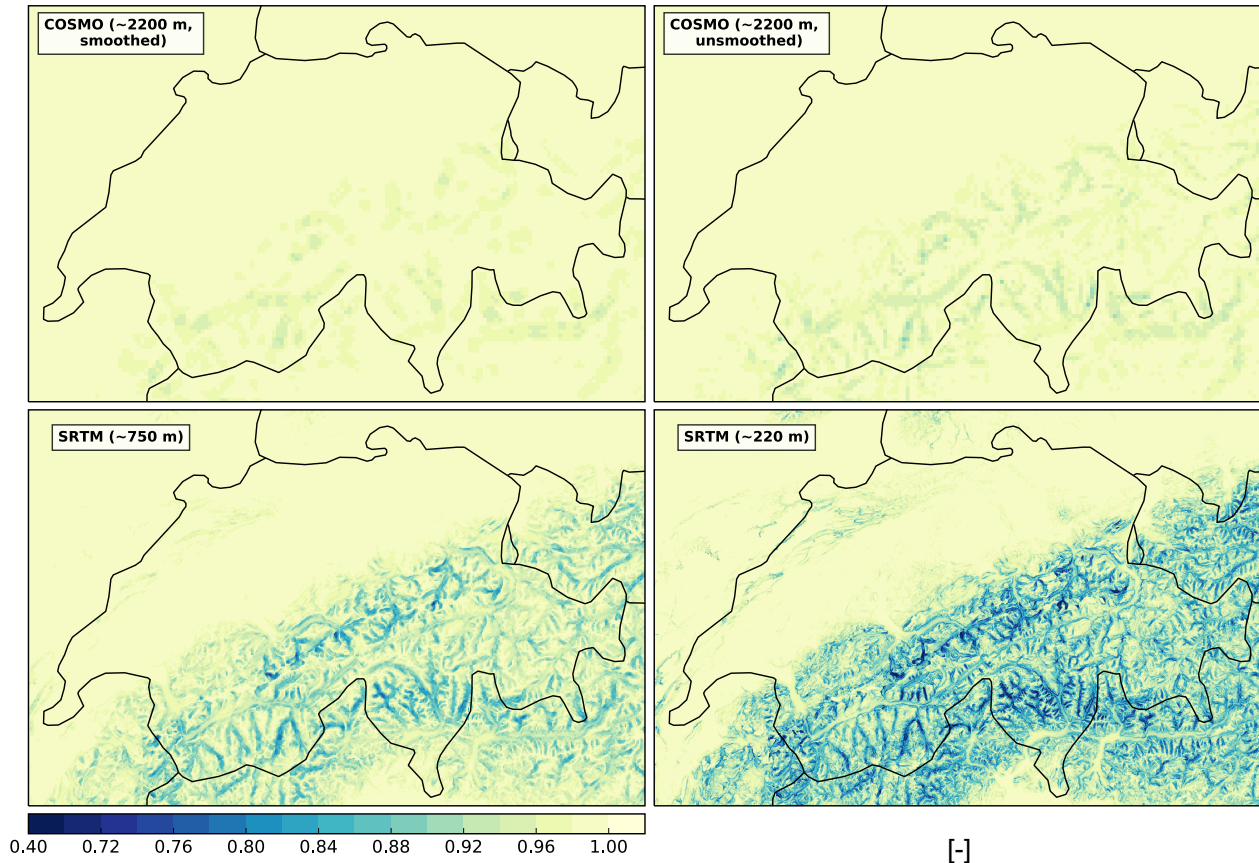 COSMO (~2200 m,
smoothed)
COSMO (~2200 m,
unsmoothed)
SRTM (~750 m)
SRTM (~220 m)
0.40 0.72 0.76 0.80 0.84 0.88 0.92 0.96 1.00
[-]